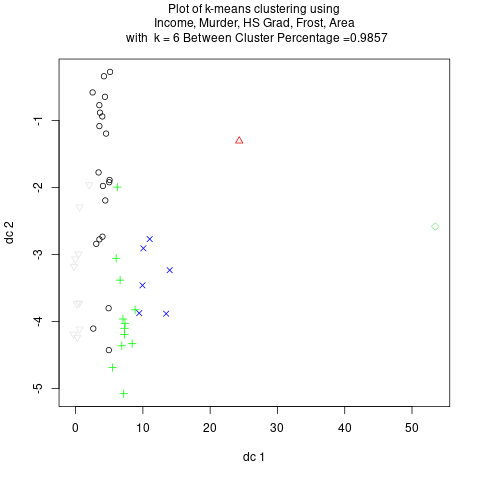 Plot of k-means clustering using
Income, Murder, HS Grad, Frost, Area
with k = 6 Between Cluster Percentage =0.9857
-1
-2
-3
-4
-5
dc 2
0 10 20 30 40 50
dc 1